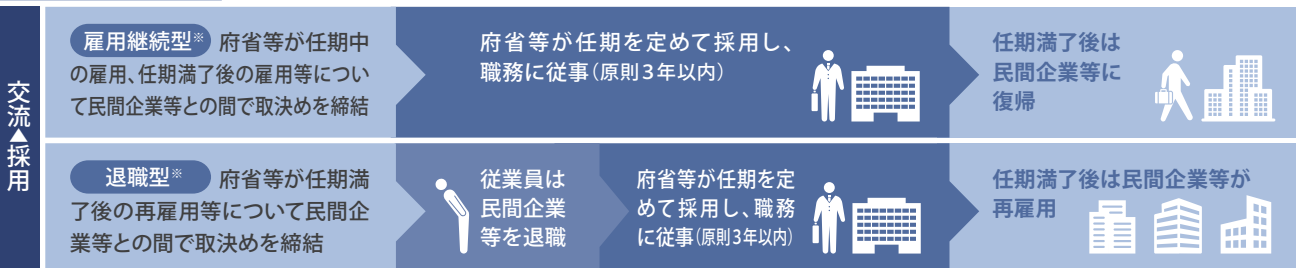 交流▲採用
雇用継続型※ 府省等が任期中
の雇用、任期満了後の雇用等につい
て民間企業等との間で取決めを締結
府省等が任期を定めて採用し、
職務に従事(原則3年以内)
任期満了後は
民間企業等に
復帰
退職型※ 府省等が任期満
了後の再雇用等について民間企
業等との間で取決めを締結
従業員は
民間企業
等を退職
府省等が任期を定
めて採用し、職務
に従事(原則3年以内)
任期満了後は民間企業等が
再雇用